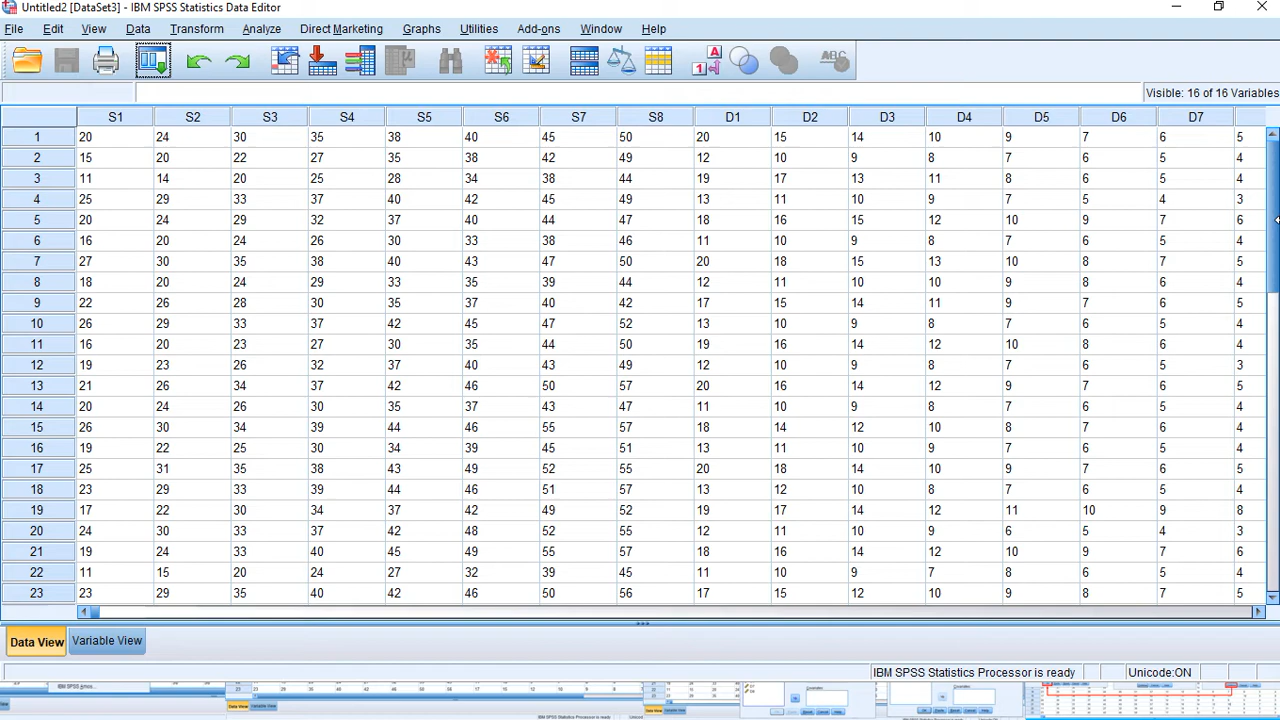 Untitled2 [DataSet3] - IBM SPSS Statistics Data Editor
File Edit View Data Transform Analyze Direct Marketing Graphs Utilities Add-ons Window Help
Visible: 16 of 16 Variables
S1 S2 S3 S4 S5 S6 S7 S8 D1 D2 D3 D4 D5 D6 D7
1 20 24 30 35 38 40 45 50 20 15 14 10 9 7 6 5
2 15 20 22 27 35 38 42 49 12 10 9 8 7 6 5 4
3 11 14 20 25 28 34 38 44 19 17 13 11 8 6 5 4
4 25 29 33 37 40 42 45 49 13 11 10 9 7 5 4 3
5 20 24 29 32 37 40 44 47 18 16 15 12 10 9 7 6
6 16 20 24 26 30 33 38 46 11 10 9 8 7 6 5 4
7 27 30 35 38 40 43 47 50 20 18 15 13 10 8 7 5
8 18 20 24 29 33 35 39 44 12 11 10 10 9 8 6 4
9 22 26 28 30 35 37 40 42 17 15 14 11 9 7 6 5
10 26 29 33 37 42 45 47 52 13 10 9 8 7 6 5 4
11 16 20 23 27 30 35 44 50 19 16 14 12 10 8 6 4
12 19 23 26 32 37 40 43 49 12 10 9 8 7 6 5 3
13 21 26 34 37 42 46 50 57 20 16 14 12 9 7 6 5
14 20 24 26 30 35 37 43 47 11 10 9 8 7 6 5 4
15 26 30 34 39 44 46 55 57 18 14 12 10 8 7 6 4
16 19 22 25 30 34 39 45 51 13 11 10 9 7 6 5 4
17 25 31 35 38 43 49 52 55 20 18 14 10 9 7 6 5
18 23 29 33 39 44 46 51 57 13 12 10 8 7 6 5 4
19 17 22 30 34 37 42 49 52 20 17 14 12 11 10 9 8
20 24 30 33 37 42 48 52 55 12 11 10 9 6 5 4 3
21 19 24 33 40 45 49 55 57 18 16 14 12 10 9 7 6
22 11 15 20 24 27 32 39 45 11 10 9 7 8 6 5 4
23 23 29 35 40 42 46 50 56 17 15 12 10 9 8 7 5
Data View Variable View
IBM SPSS Statistics Processor is ready Unicode:ON